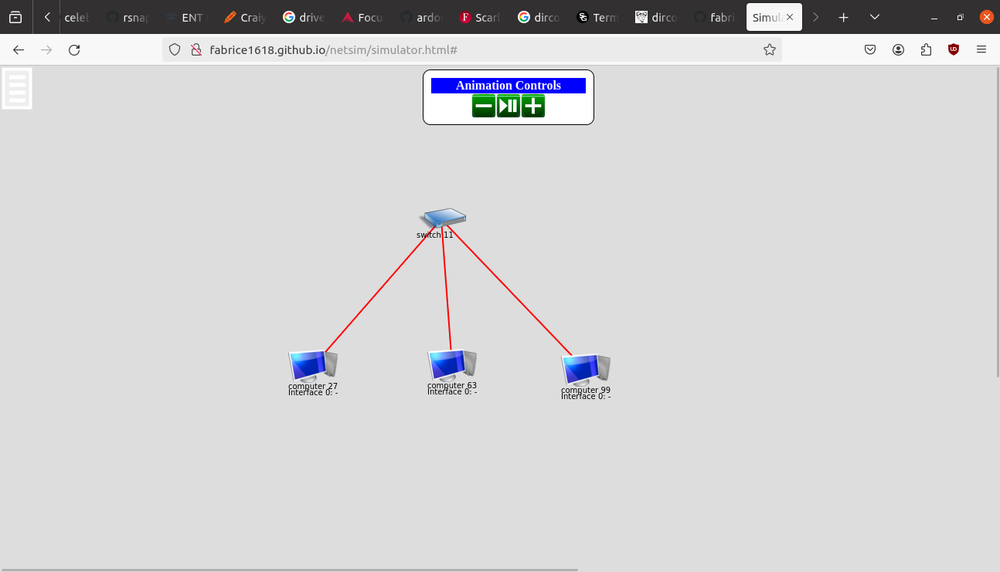 celeb rsnap ENT Craiy drive Focu ardo Scarl dirco Term dirco fabri Simul
fabrice1618.github.io/netsim/simulator.html#
Animation Controls
switch 11
computer 27
Interface 0: -
computer 63
Interface 0: -
computer 99
Interface 0: -